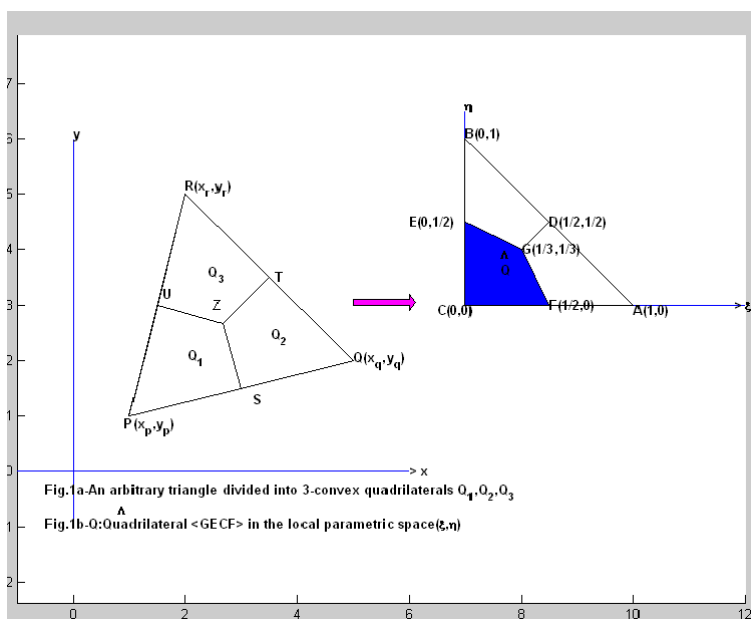 7
6
5
4
3
2
1
0
1
2
0
2
4
6
8
10
12
y
R(xr,yr)
U
Q3
T
Z
Q1
Q2
Q(xq,yq)
S
P(xp,yp)
> x
η
B(0,1)
E(0,1/2)
D(1/2,1/2)
G(1/3,1/3)
^
Q
C(0,0)
F(1/2,0)
A(1,0)
> ξ
Fig.1a-An arbitrary triangle divided into 3-convex quadrilaterals Q1,Q2,Q3
^
Fig.1b-Q:Quadrilateral <GECF> in the local parametric space(ξ,η)